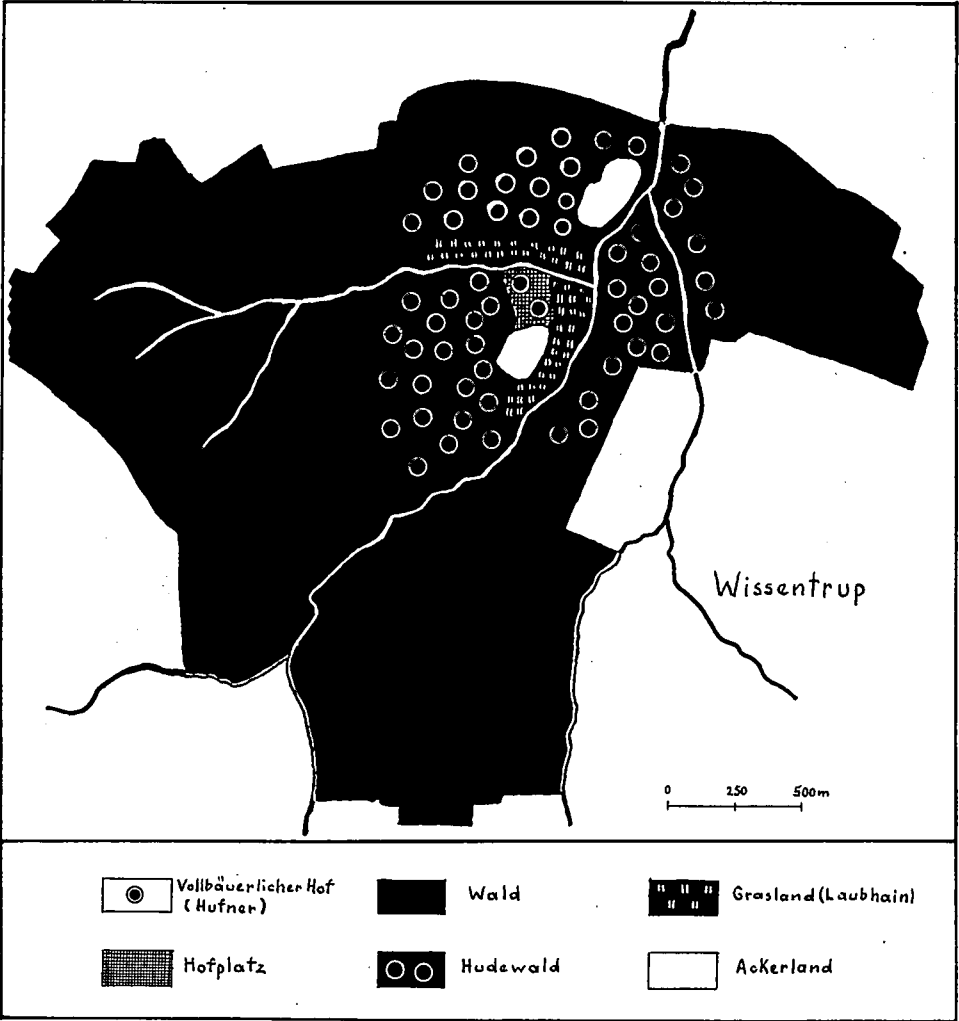 Wissentrup
0 250 500m
Vollbäuerlicher Hof
(Hufner)
Wald
Grasland (Laubhain)
Hofplatz
Hudewald
Ackerland